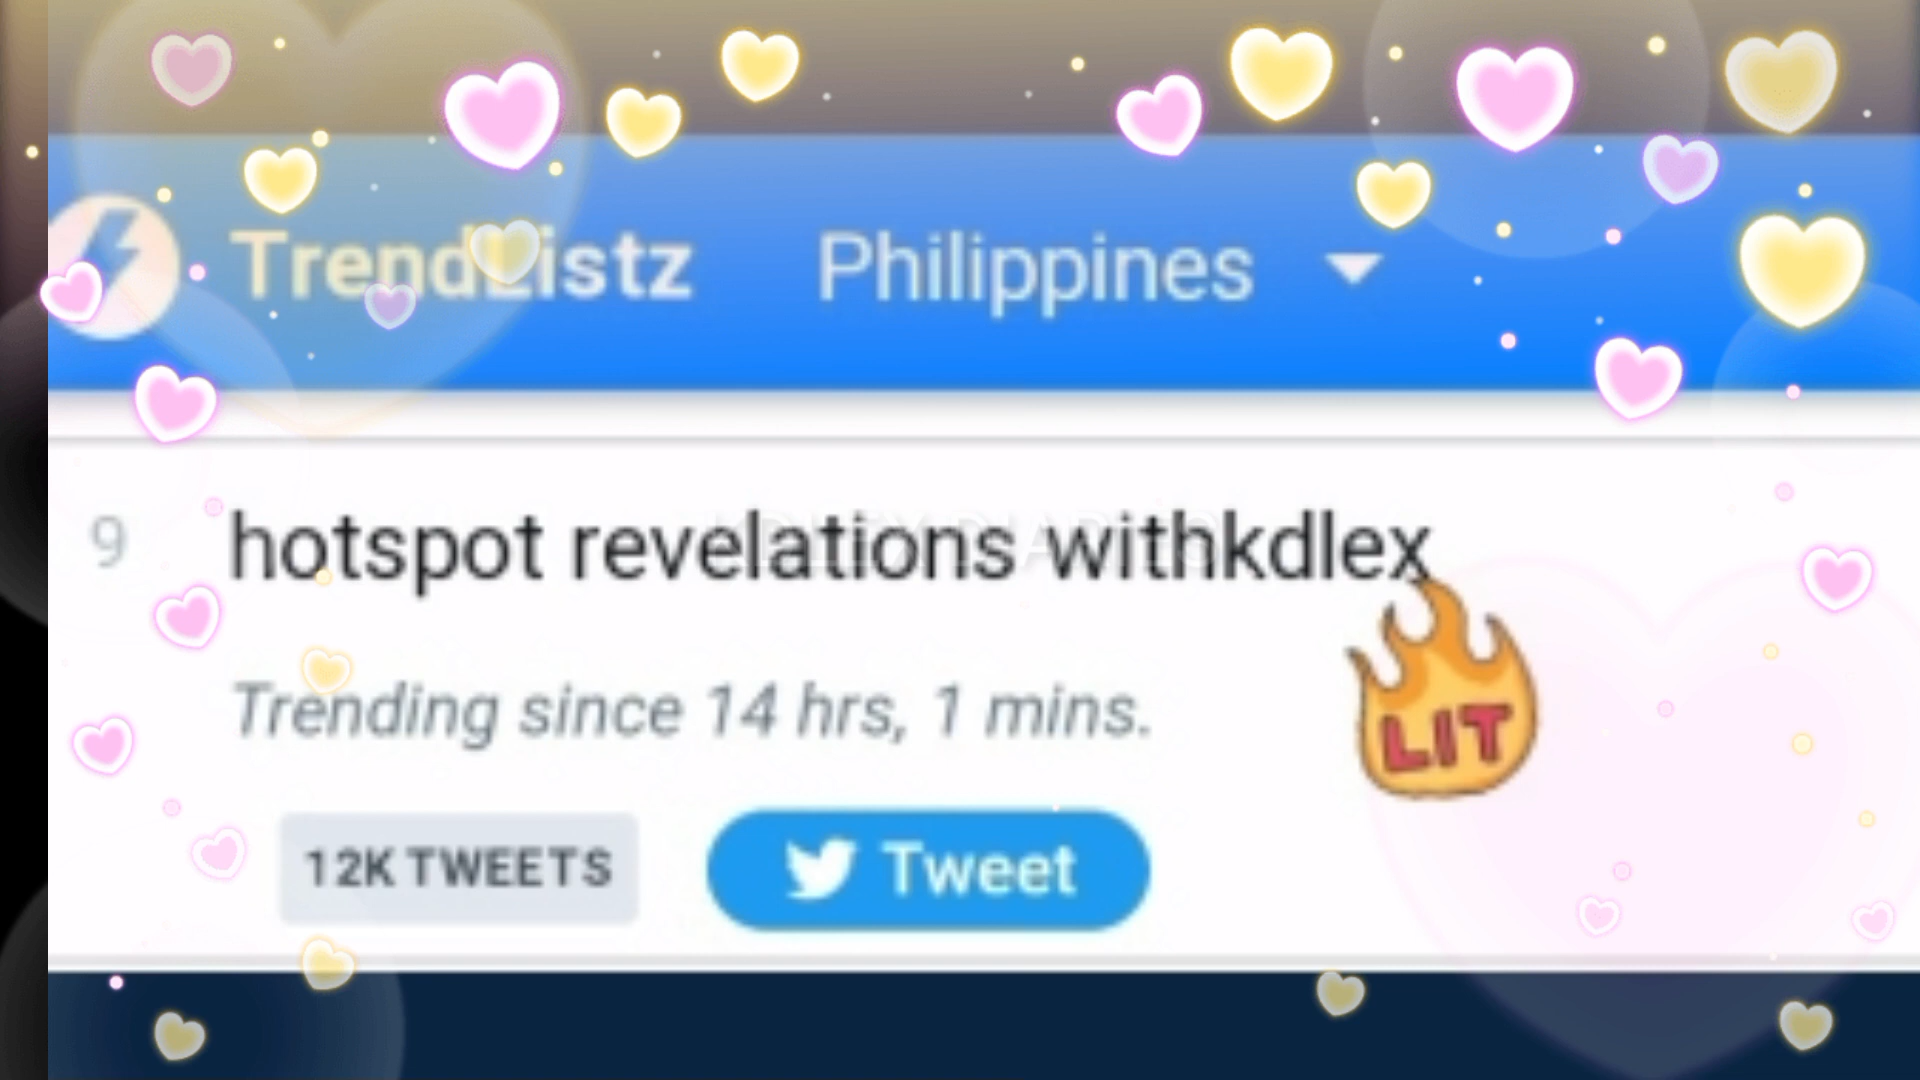 TrendListz Philippines
9 hotspot revelations withkdlex
Trending since 14 hrs, 1 mins.
LIT
12K TWEETS Tweet